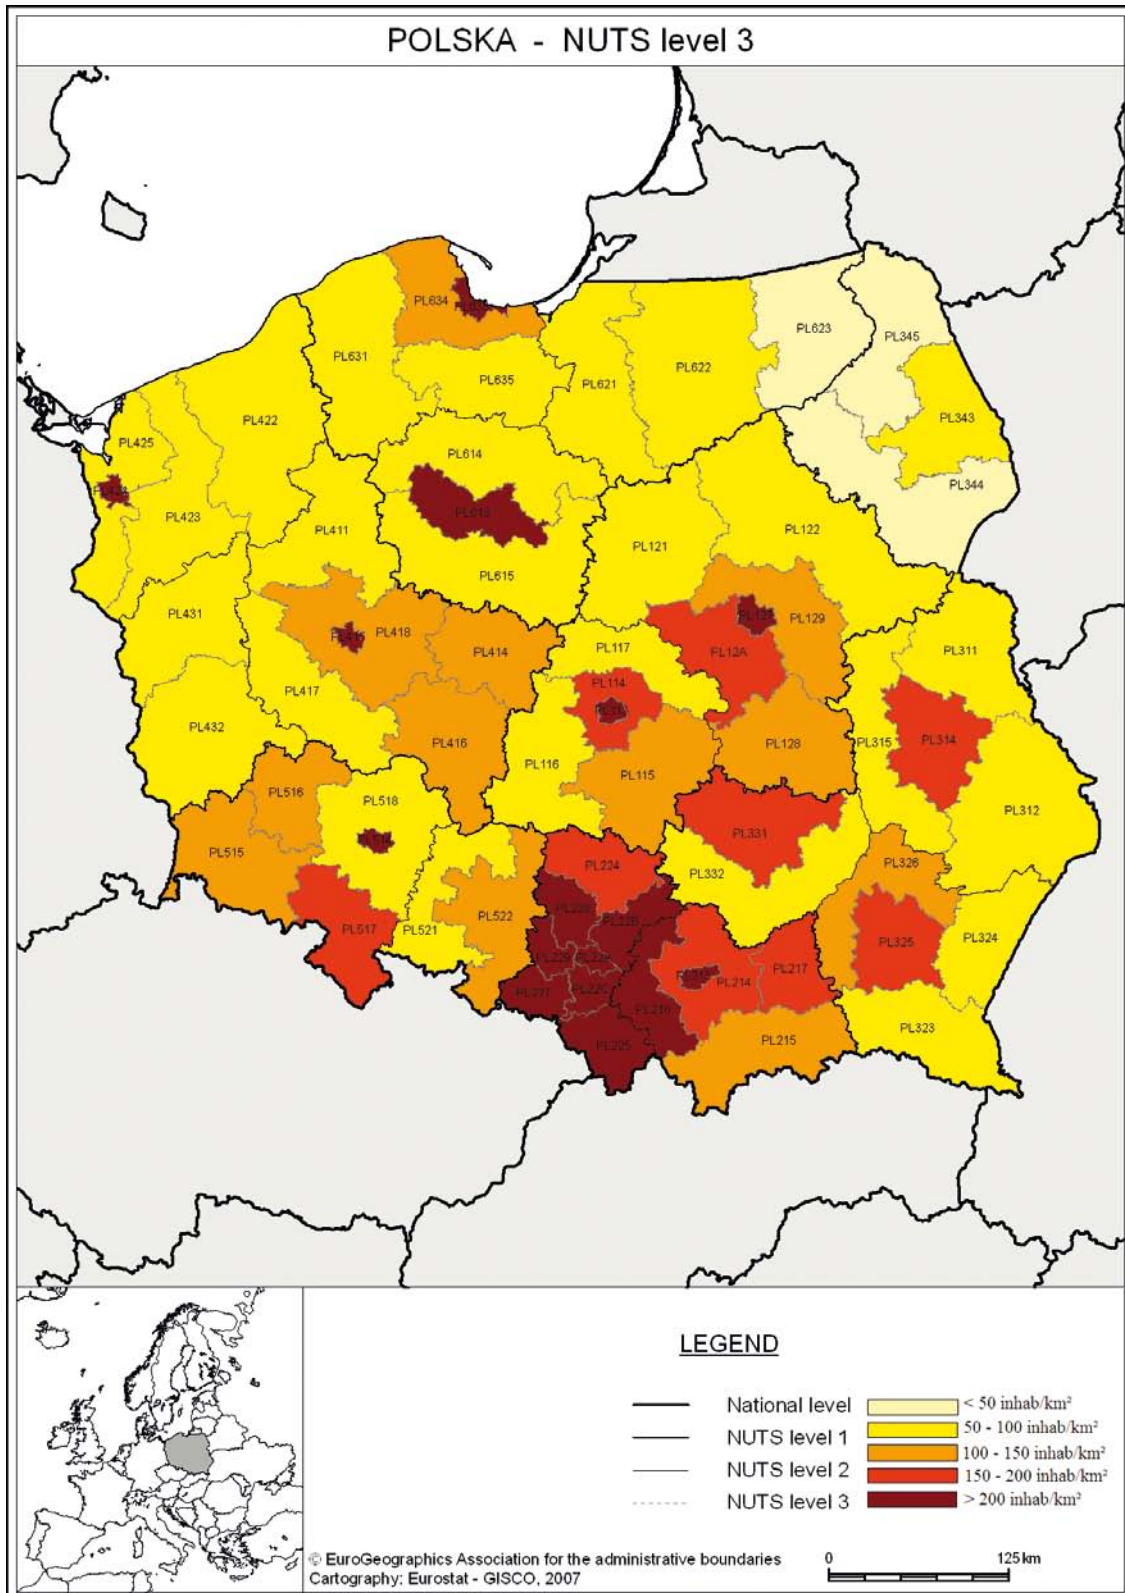 POLSKA - NUTS level 3
PL634
PL623
PL345
PL631
PL635
PL621
PL622
PL343
PL422
PL425
PL614
PL344
PL423
PL411
PL122
PL121
PL615
PL431
PL418
PL129
PL414
PL117
PL12A
PL311
PL114
PL417
PL432
PL416
PL128
PL315
PL314
PL116
PL115
PL312
PL516
PL518
PL331
PL515
PL224
PL332
PL326
PL522
PL517
PL521
PL325
PL324
PL217
PL214
PL323
PL215
PL225
LEGEND
National level
NUTS level 1
NUTS level 2
NUTS level 3
< 50 inhab/km²
50 - 100 inhab/km²
100 - 150 inhab/km²
150 - 200 inhab/km²
> 200 inhab/km²
© EuroGeographics Association for the administrative boundaries
Cartography: Eurostat - GISCO, 2007
0 125 km